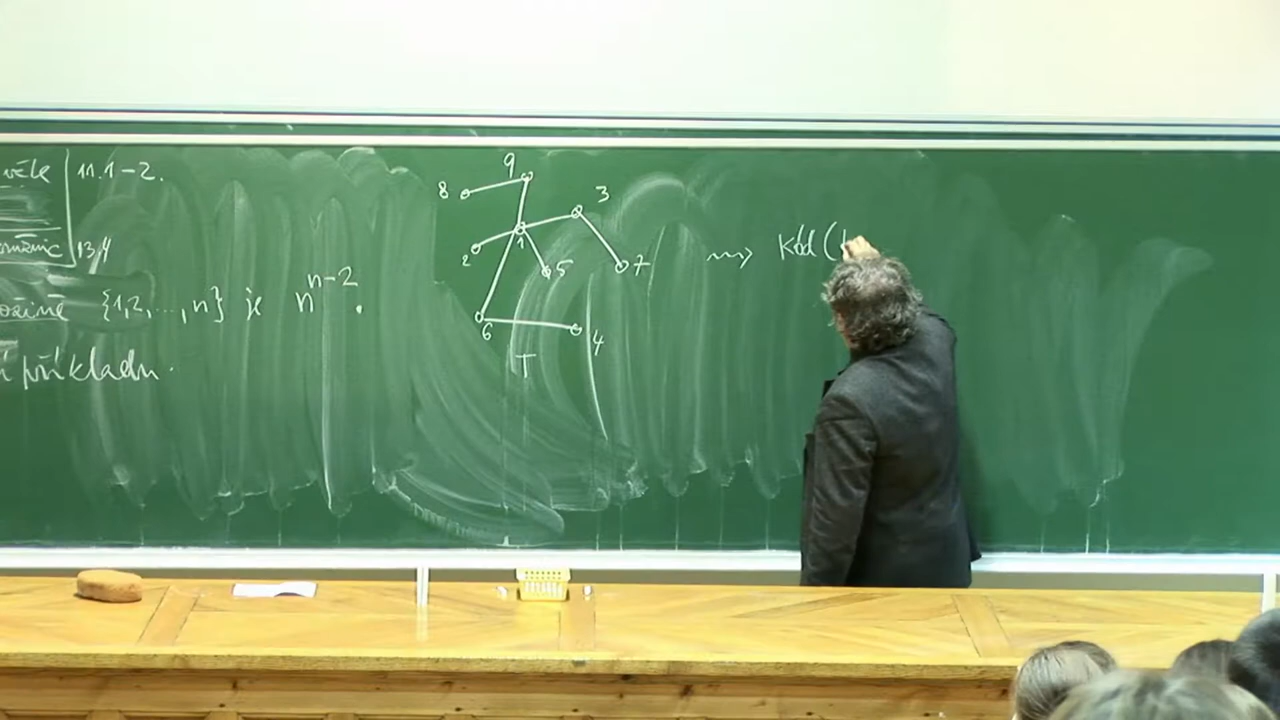 11.1-2.
13,4
{1,2,...,n} je n^{n-2}.
příkladu.
9
8
3
1
2
5
7
6
4
T
⇝ kód(